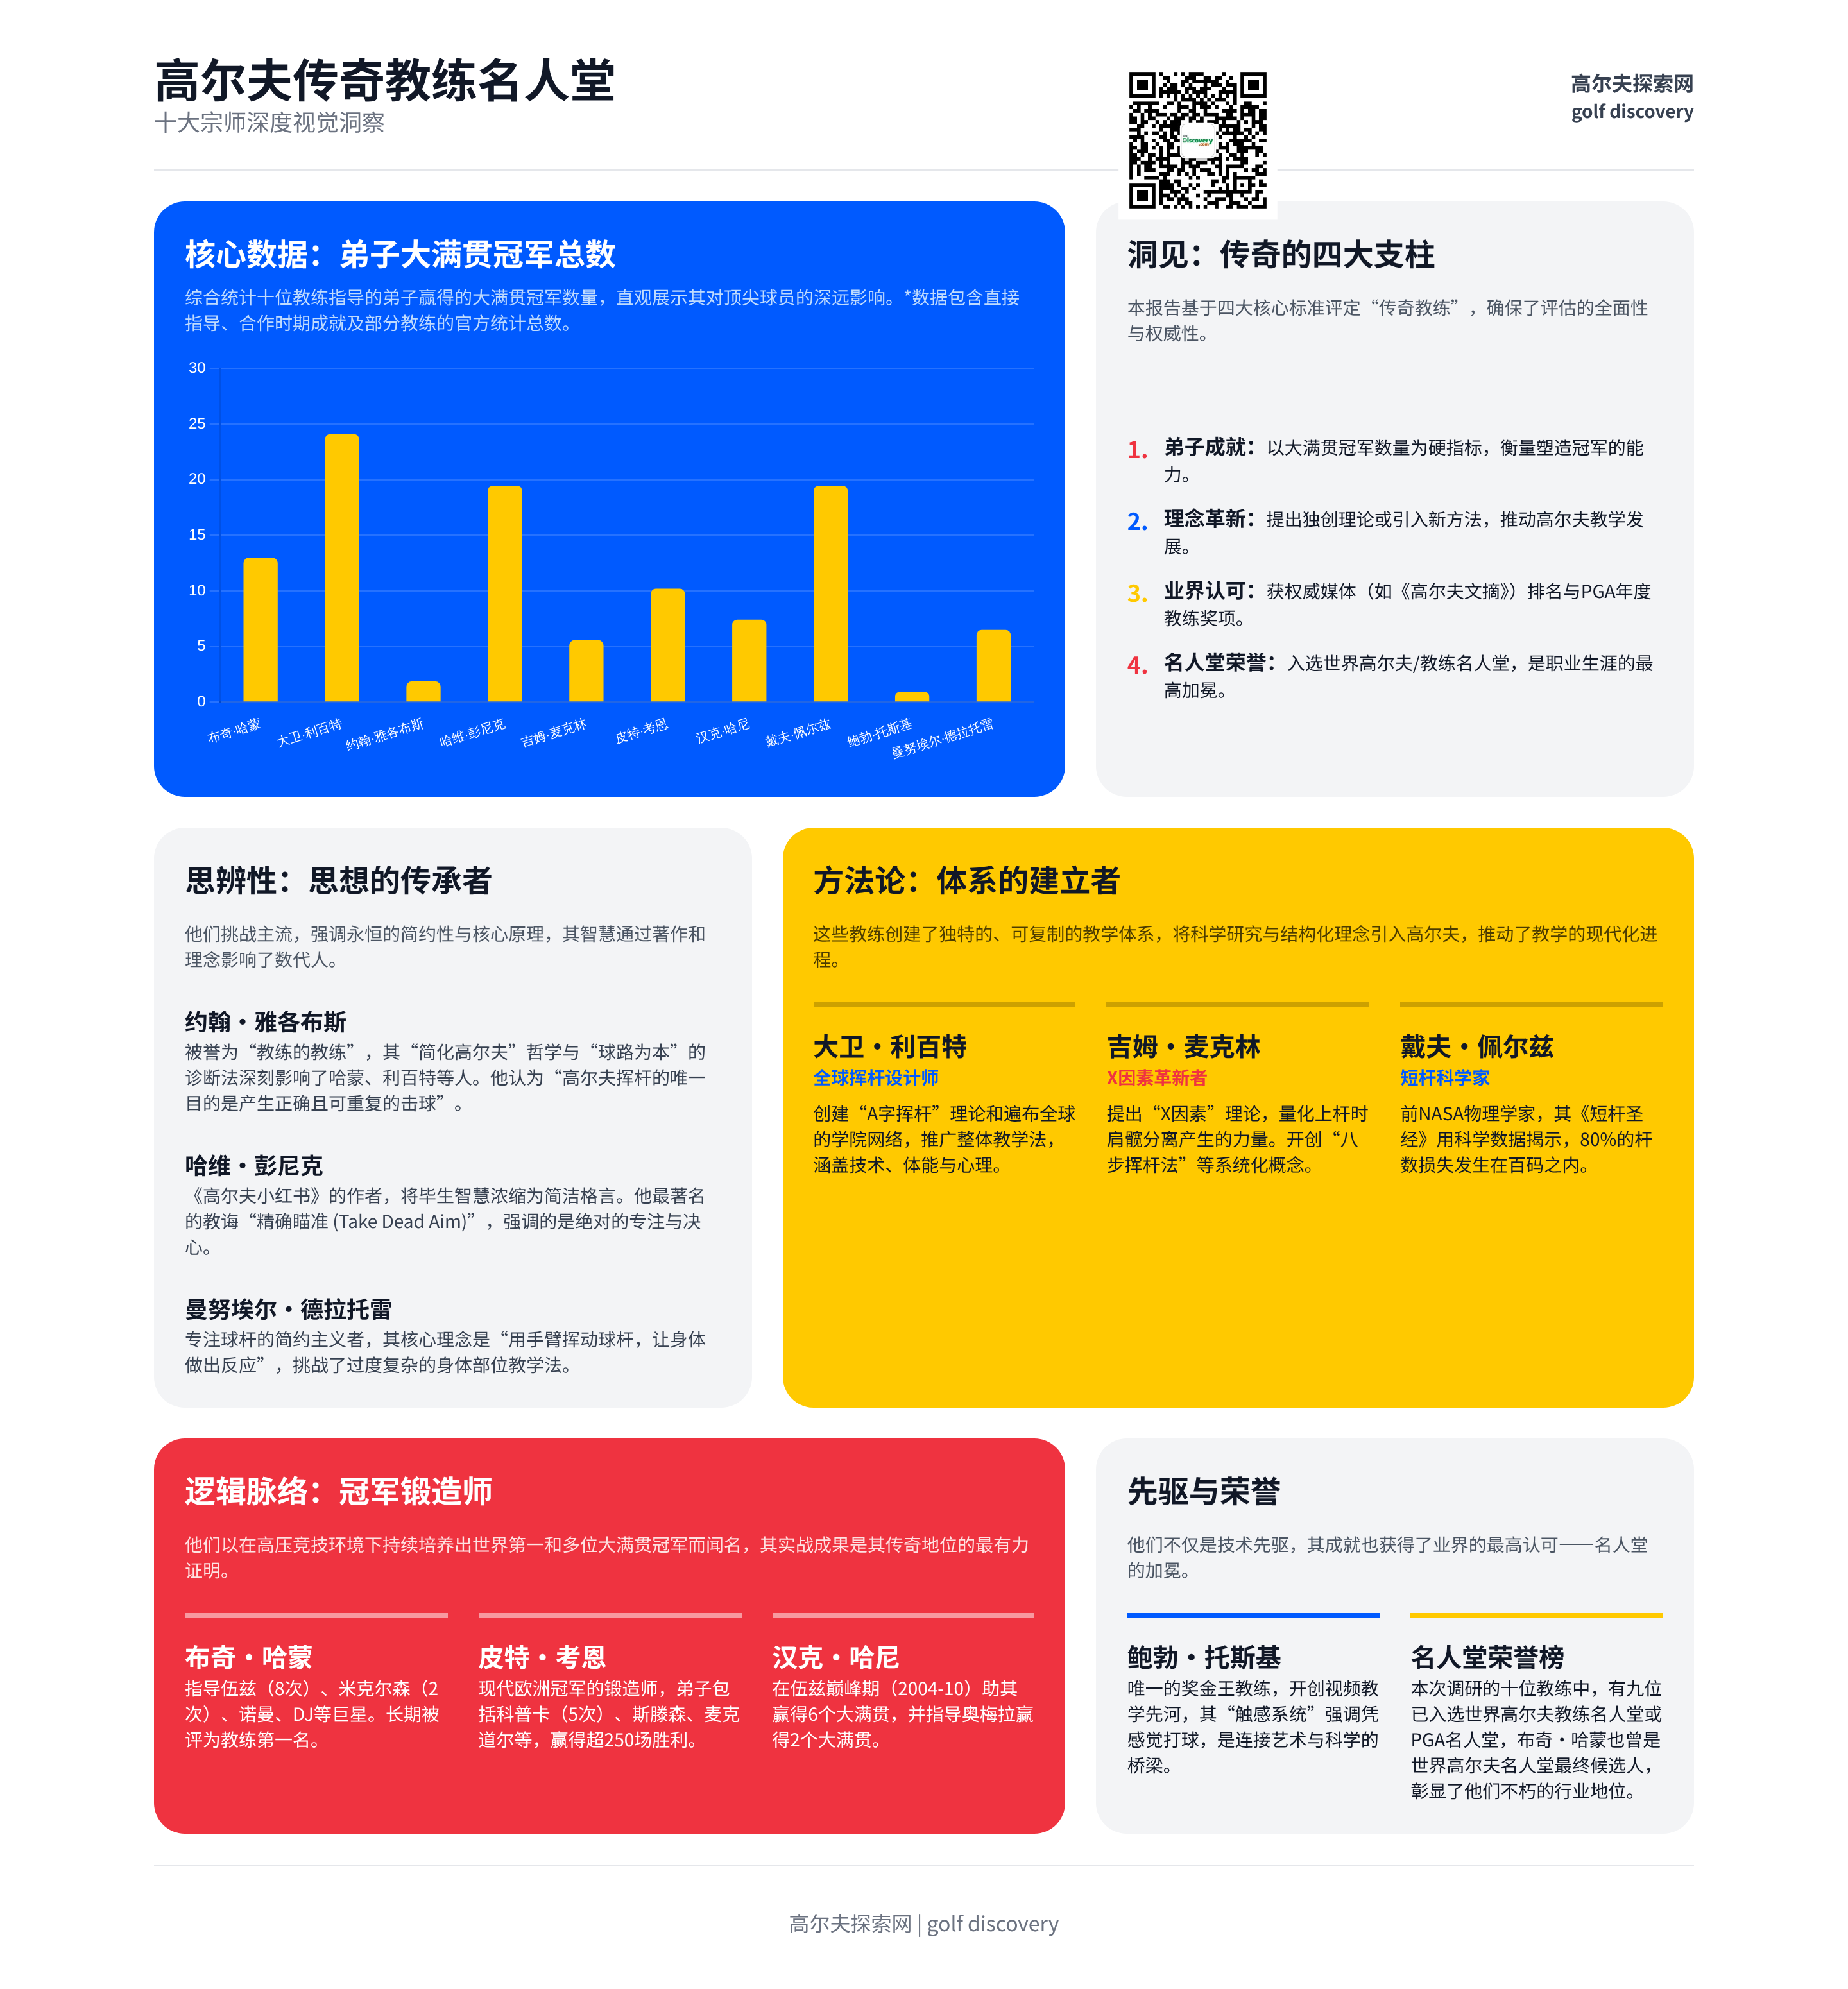 高尔夫传奇教练名人堂
十大宗师深度视觉洞察
Discovery
高尔夫探索网
golf discovery
核心数据：弟子大满贯冠军总数
综合统计十位教练指导的弟子赢得的大满贯冠军数量，直观展示其对顶尖球员的深远影响。*数据包含直接
指导、合作时期成就及部分教练的官方统计总数。
30
25
20
15
10
5
0
布奇·哈蒙
大卫·利百特
约翰·雅各布斯
哈维·彭尼克
吉姆·麦克林
皮特·考恩
汉克·哈尼
戴夫·佩尔兹
鲍勃·托斯基
曼努埃尔·德拉托雷
洞见：传奇的四大支柱
本报告基于四大核心标准评定“传奇教练”，确保了评估的全面性
与权威性。
1. 弟子成就：以大满贯冠军数量为硬指标，衡量塑造冠军的能
力。
2. 理念革新：提出独创理论或引入新方法，推动高尔夫教学发
展。
3. 业界认可：获权威媒体（如《高尔夫文摘》）排名与PGA年度
教练奖项。
4. 名人堂荣誉：入选世界高尔夫/教练名人堂，是职业生涯的最
高加冕。
思辨性：思想的传承者
他们挑战主流，强调永恒的简约性与核心原理，其智慧通过著作和
理念影响了数代人。
约翰·雅各布斯
被誉为“教练的教练”，其“简化高尔夫”哲学与“球路为本”的
诊断法深刻影响了哈蒙、利百特等人。他认为“高尔夫挥杆的唯一
目的是产生正确且可重复的击球”。
哈维·彭尼克
《高尔夫小红书》的作者，将毕生智慧浓缩为简洁格言。他最著名
的教诲“精确瞄准 (Take Dead Aim)”，强调的是绝对的专注与决
心。
曼努埃尔·德拉托雷
专注球杆的简约主义者，其核心理念是“用手臂挥动球杆，让身体
做出反应”，挑战了过度复杂的身体部位教学法。
方法论：体系的建立者
这些教练创建了独特的、可复制的教学体系，将科学研究与结构化理念引入高尔夫，推动了教学的现代化进
程。
大卫·利百特
全球挥杆设计师
创建“A字挥杆”理论和遍布全球
的学院网络，推广整体教学法，
涵盖技术、体能与心理。
吉姆·麦克林
X因素革新者
提出“X因素”理论，量化上杆时
肩髋分离产生的力量。开创“八
步挥杆法”等系统化概念。
戴夫·佩尔兹
短杆科学家
前NASA物理学家，其《短杆圣
经》用科学数据揭示，80%的杆
数损失发生在百码之内。
逻辑脉络：冠军锻造师
他们以在高压竞技环境下持续培养出世界第一和多位大满贯冠军而闻名，其实战成果是其传奇地位的最有力
证明。
布奇·哈蒙
指导伍兹（8次）、米克尔森（2
次）、诺曼、DJ等巨星。长期被
评为教练第一名。
皮特·考恩
现代欧洲冠军的锻造师，弟子包
括科普卡（5次）、斯滕森、麦克
道尔等，赢得超250场胜利。
汉克·哈尼
在伍兹巅峰期（2004-10）助其
赢得6个大满贯，并指导奥梅拉赢
得2个大满贯。
先驱与荣誉
他们不仅是技术先驱，其成就也获得了业界的最高认可——名人堂
的加冕。
鲍勃·托斯基
唯一的奖金王教练，开创视频教
学先河，其“触感系统”强调凭
感觉打球，是连接艺术与科学的
桥梁。
名人堂荣誉榜
本次调研的十位教练中，有九位
已入选世界高尔夫教练名人堂或
PGA名人堂，布奇·哈蒙也曾是
世界高尔夫名人堂最终候选人，
彰显了他们不朽的行业地位。
高尔夫探索网 | golf discovery